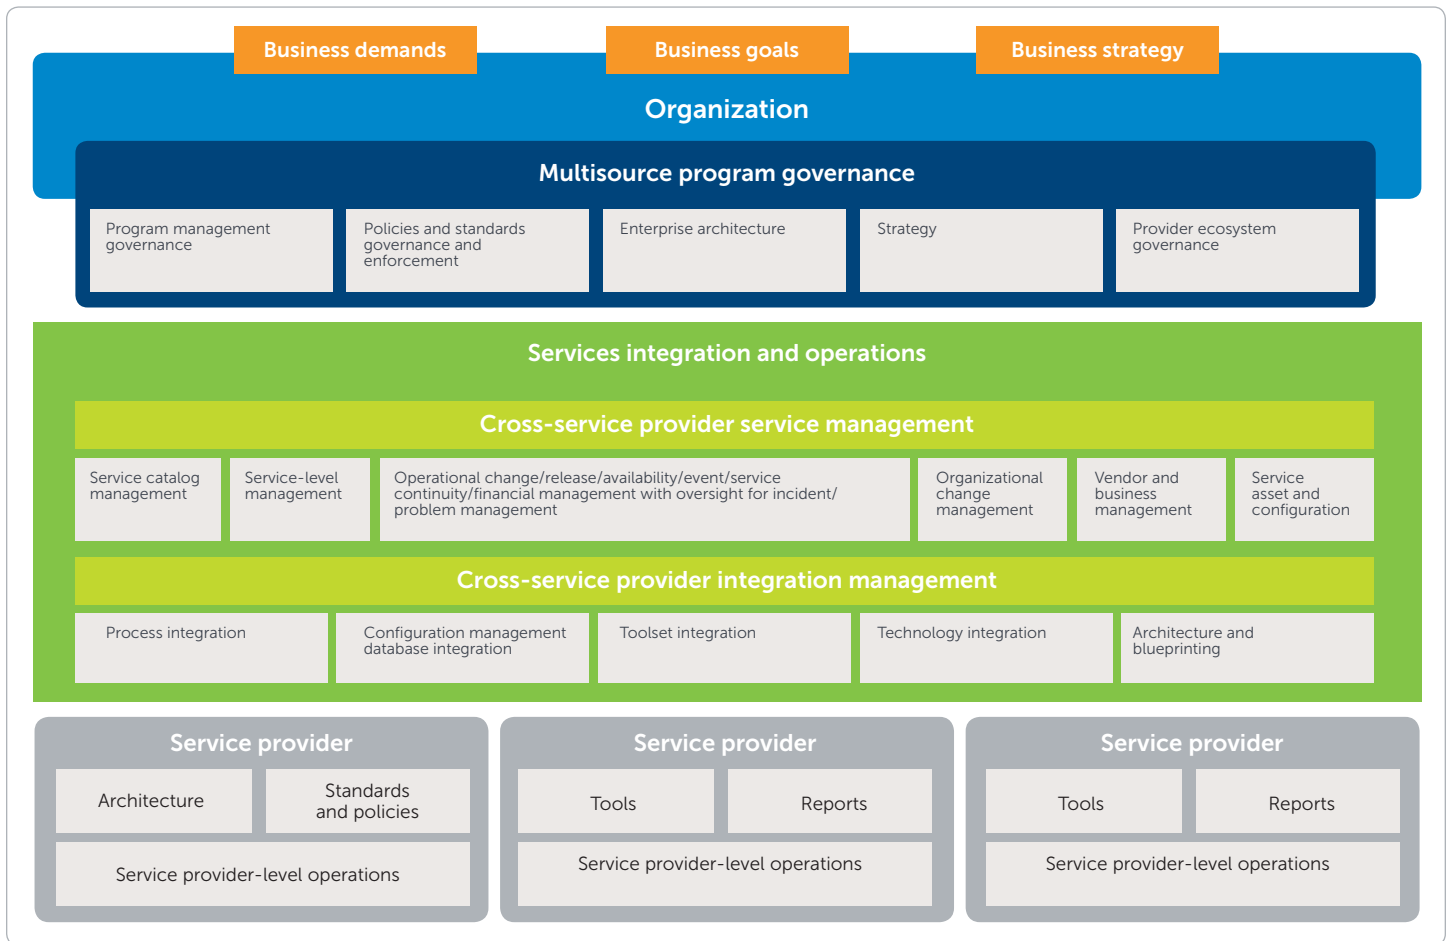 Business demands
Business goals
Business strategy
Organization
Multisource program governance
Program management
governance
Policies and standards
governance and
enforcement
Enterprise architecture
Strategy
Provider ecosystem
governance
Services integration and operations
Cross-service provider service management
Service catalog
management
Service-level
management
Operational change/release/availability/event/service
continuity/financial management with oversight for incident/
problem management
Organizational
change
management
Vendor and
business
management
Service
asset and
configuration
Cross-service provider integration management
Process integration
Configuration management
database integration
Toolset integration
Technology integration
Architecture and
blueprinting
Service provider
Architecture
Standards
and policies
Service provider-level operations
Service provider
Tools
Reports
Service provider-level operations
Service provider
Tools
Reports
Service provider-level operations